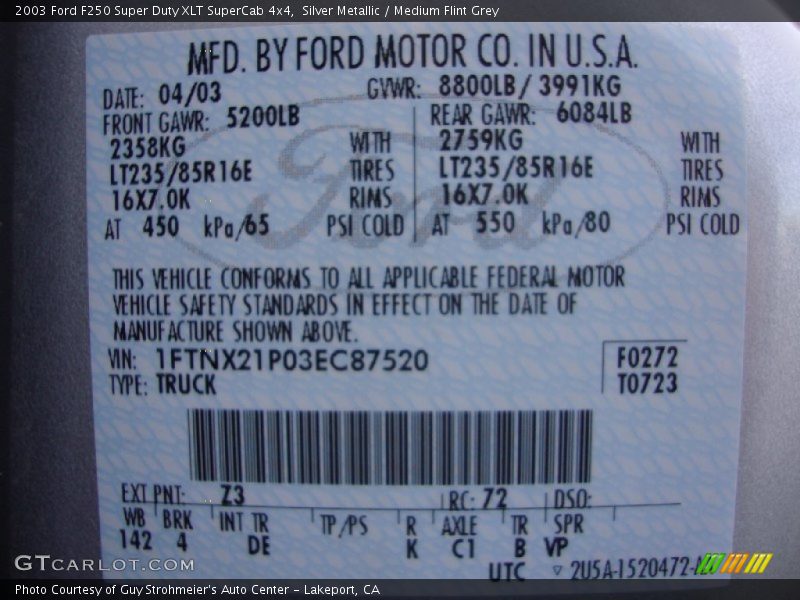 2003 Ford F250 Super Duty XLT SuperCab 4x4,  Silver Metallic / Medium Flint Grey
MFD. BY FORD MOTOR CO. IN U.S.A.
DATE: 04/03 GVWR: 8800LB/ 3991KG
FRONT GAWR: 5200LB REAR GAWR: 6084LB
2358KG WITH 2759KG WITH
LT235/85R16E TIRES LT235/85R16E TIRES
16X7.0K RIMS 16X7.0K RIMS
AT 450 kPa/65 PSI COLD AT 550 kPa/80 PSI COLD
Ford
THIS VEHICLE CONFORMS TO ALL APPLICABLE FEDERAL MOTOR
VEHICLE SAFETY STANDARDS IN EFFECT ON THE DATE OF
MANUFACTURE SHOWN ABOVE.
VIN: 1FTNX21P03EC87520 F0272
TYPE: TRUCK T0723
EXT PNT: Z3 RC: 72 DSO:
WB BRK INT TR TP/PS R AXLE TR SPR
142 4 DE K C1 B VP
UTC 2U5A-1520472-
GTCARLOT.COM
Photo Courtesy of Guy Strohmeier's Auto Center – Lakeport, CA